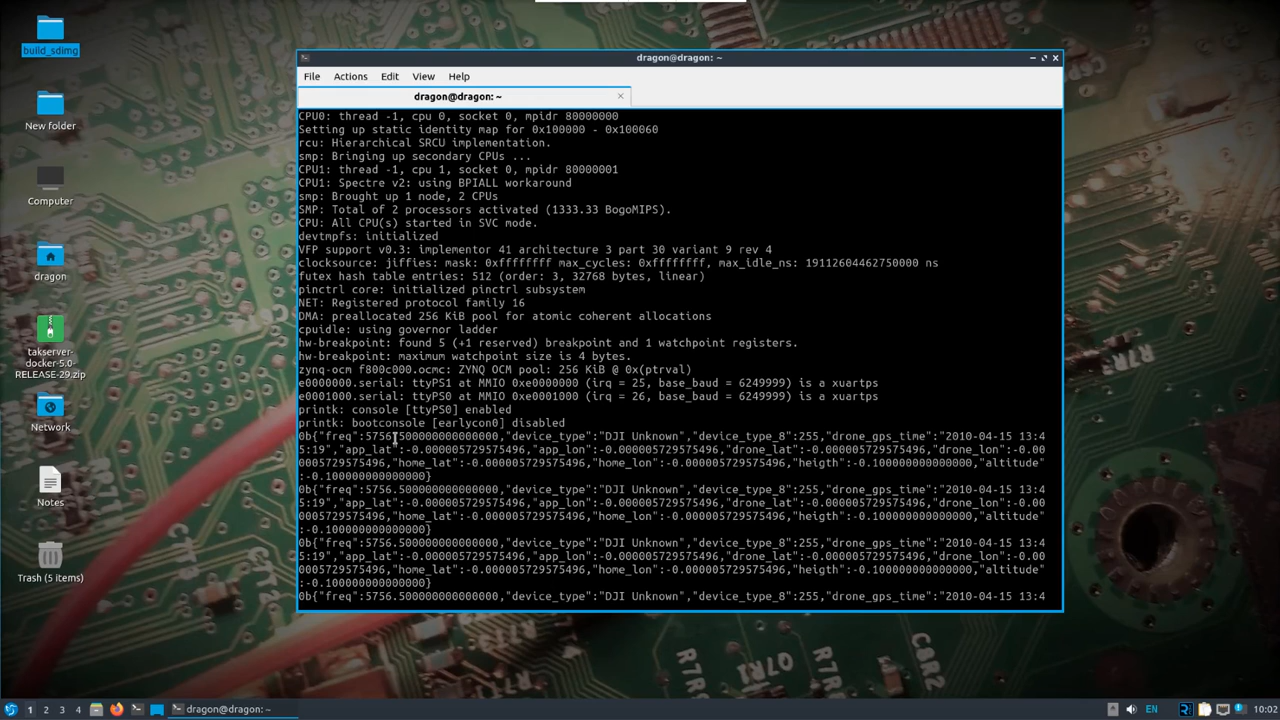 build_sdimg
New folder
Computer
dragon
takserver-
docker-5.0-
RELEASE-29.zip
Network
Notes
Trash (5 items)
dragon@dragon: ~
File Actions Edit View Help
dragon@dragon: ~
CPU0: thread -1, cpu 0, socket 0, mpidr 80000000
Setting up static identity map for 0x100000 - 0x100060
rcu: Hierarchical SRCU implementation.
smp: Bringing up secondary CPUs ...
CPU1: thread -1, cpu 1, socket 0, mpidr 80000001
CPU1: Spectre v2: using BPIALL workaround
smp: Brought up 1 node, 2 CPUs
SMP: Total of 2 processors activated (1333.33 BogoMIPS).
CPU: All CPU(s) started in SVC mode.
devtmpfs: initialized
VFP support v0.3: implementor 41 architecture 3 part 30 variant 9 rev 4
clocksource: jiffies: mask: 0xffffffff max_cycles: 0xffffffff, max_idle_ns: 19112604462750000 ns
futex hash table entries: 512 (order: 3, 32768 bytes, linear)
pinctrl core: initialized pinctrl subsystem
NET: Registered protocol family 16
DMA: preallocated 256 KiB pool for atomic coherent allocations
cpuidle: using governor ladder
hw-breakpoint: found 5 (+1 reserved) breakpoint and 1 watchpoint registers.
hw-breakpoint: maximum watchpoint size is 4 bytes.
zynq-ocm f800c000.ocmc: ZYNQ OCM pool: 256 KiB @ 0x(ptrval)
e0000000.serial: ttyPS1 at MMIO 0xe0000000 (irq = 25, base_baud = 6249999) is a xuartps
e0001000.serial: ttyPS0 at MMIO 0xe0001000 (irq = 26, base_baud = 6249999) is a xuartps
printk: console [ttyPS0] enabled
printk: bootconsole [earlycon0] disabled
0b{"freq":5756.500000000000000,"device_type":"DJI Unknown","device_type_8":255,"drone_gps_time":"2010-04-15 13:4
5:19","app_lat":-0.000005729575496,"app_lon":-0.000005729575496,"drone_lat":-0.000005729575496,"drone_lon":-0.00
0005729575496,"home_lat":-0.000005729575496,"home_lon":-0.000005729575496,"heigth":-0.100000000000000,"altitude"
:-0.100000000000000}
0b{"freq":5756.500000000000000,"device_type":"DJI Unknown","device_type_8":255,"drone_gps_time":"2010-04-15 13:4
5:19","app_lat":-0.000005729575496,"app_lon":-0.000005729575496,"drone_lat":-0.000005729575496,"drone_lon":-0.00
0005729575496,"home_lat":-0.000005729575496,"home_lon":-0.000005729575496,"heigth":-0.100000000000000,"altitude"
:-0.100000000000000}
0b{"freq":5756.500000000000000,"device_type":"DJI Unknown","device_type_8":255,"drone_gps_time":"2010-04-15 13:4
5:19","app_lat":-0.000005729575496,"app_lon":-0.000005729575496,"drone_lat":-0.000005729575496,"drone_lon":-0.00
0005729575496,"home_lat":-0.000005729575496,"home_lon":-0.000005729575496,"heigth":-0.100000000000000,"altitude"
:-0.100000000000000}
0b{"freq":5756.500000000000000,"device_type":"DJI Unknown","device_type_8":255,"drone_gps_time":"2010-04-15 13:4
1 2 3 4 dragon@dragon: ~ EN 10:02